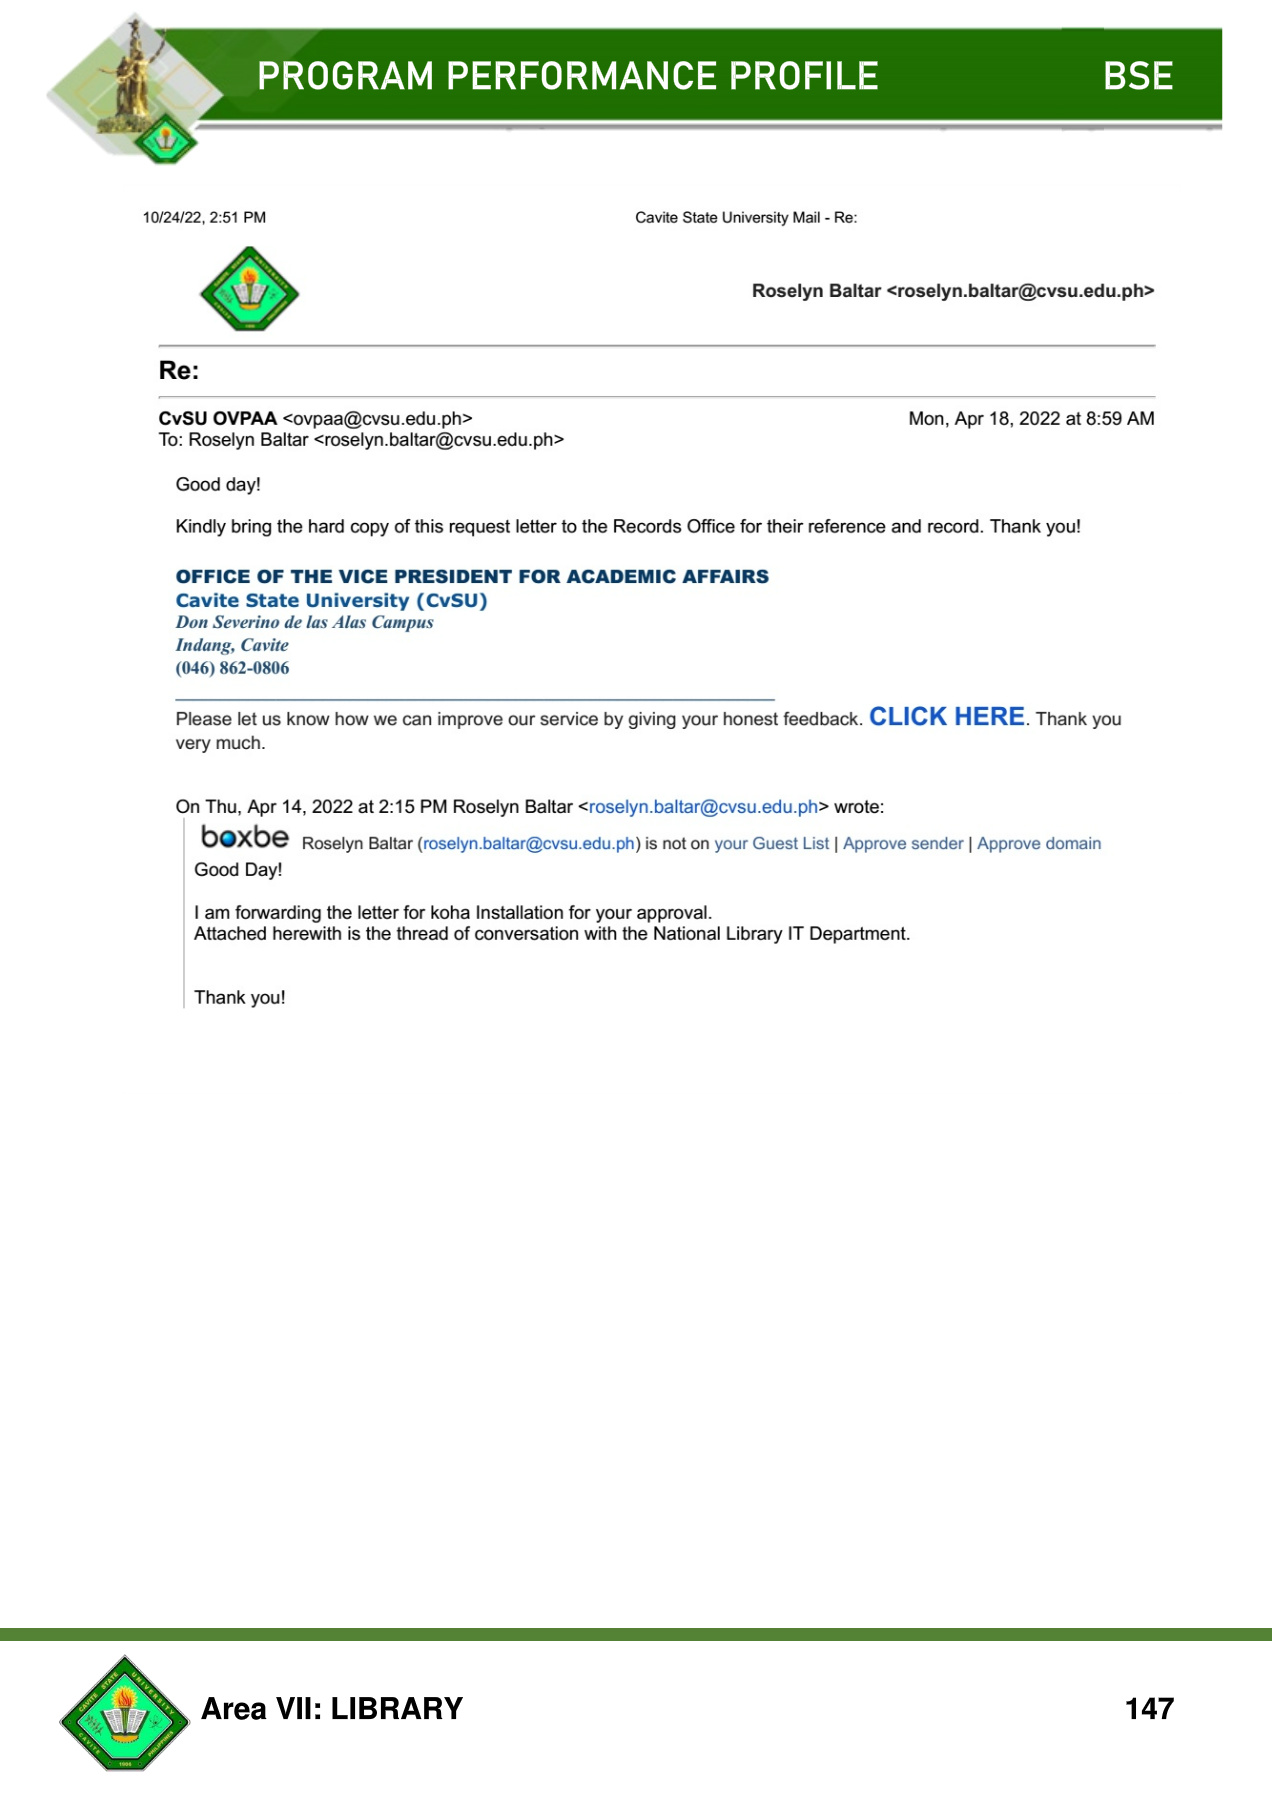 PROGRAM PERFORMANCE PROFILE BSE
10/24/22, 2:51 PM Cavite State University Mail - Re:
Roselyn Baltar <roselyn.baltar@cvsu.edu.ph>
Re:
CvSU OVPAA <ovpaa@cvsu.edu.ph> Mon, Apr 18, 2022 at 8:59 AM
To: Roselyn Baltar <roselyn.baltar@cvsu.edu.ph>
Good day!
Kindly bring the hard copy of this request letter to the Records Office for their reference and record. Thank you!
OFFICE OF THE VICE PRESIDENT FOR ACADEMIC AFFAIRS
Cavite State University (CvSU)
Don Severino de las Alas Campus
Indang, Cavite
(046) 862-0806
Please let us know how we can improve our service by giving your honest feedback. CLICK HERE. Thank you
very much.
On Thu, Apr 14, 2022 at 2:15 PM Roselyn Baltar <roselyn.baltar@cvsu.edu.ph> wrote:
boxbe Roselyn Baltar (roselyn.baltar@cvsu.edu.ph) is not on your Guest List | Approve sender | Approve domain
Good Day!
I am forwarding the letter for koha Installation for your approval.
Attached herewith is the thread of conversation with the National Library IT Department.
Thank you!
CAVITE STATE UNIVERSITY
CAVITE 1906 PHILIPPINES
Area VII: LIBRARY 147